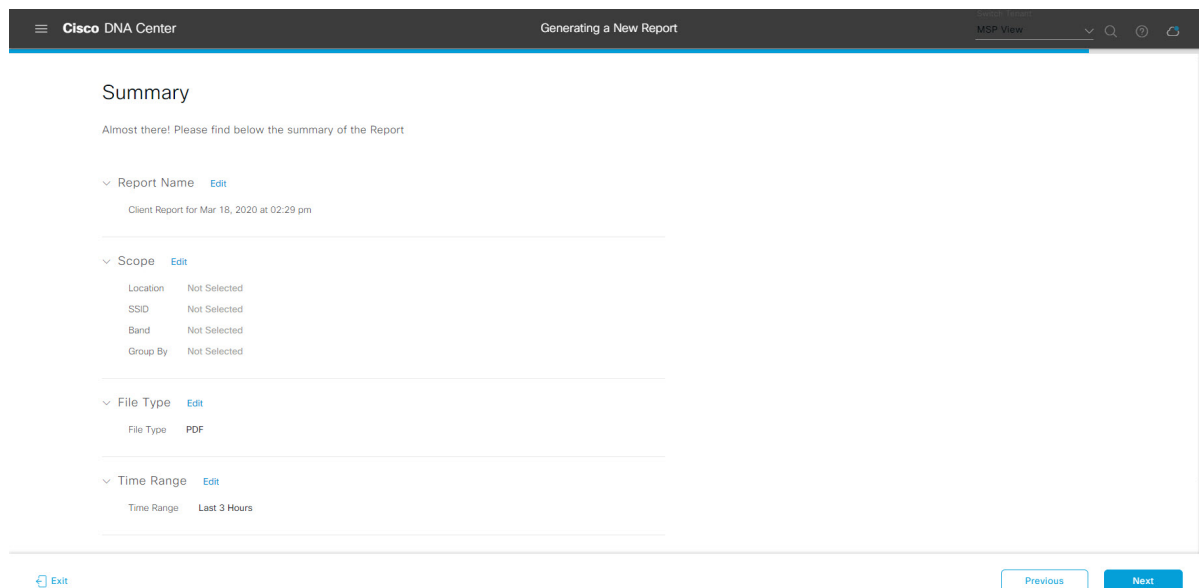 Cisco DNA Center
Generating a New Report
Switch Tenant
MSP View
Summary
Almost there! Please find below the summary of the Report
Report Name Edit
Client Report for Mar 18, 2020 at 02:29 pm
Scope Edit
Location Not Selected
SSID Not Selected
Band Not Selected
Group By Not Selected
File Type Edit
File Type PDF
Time Range Edit
Time Range Last 3 Hours
Exit
Previous
Next